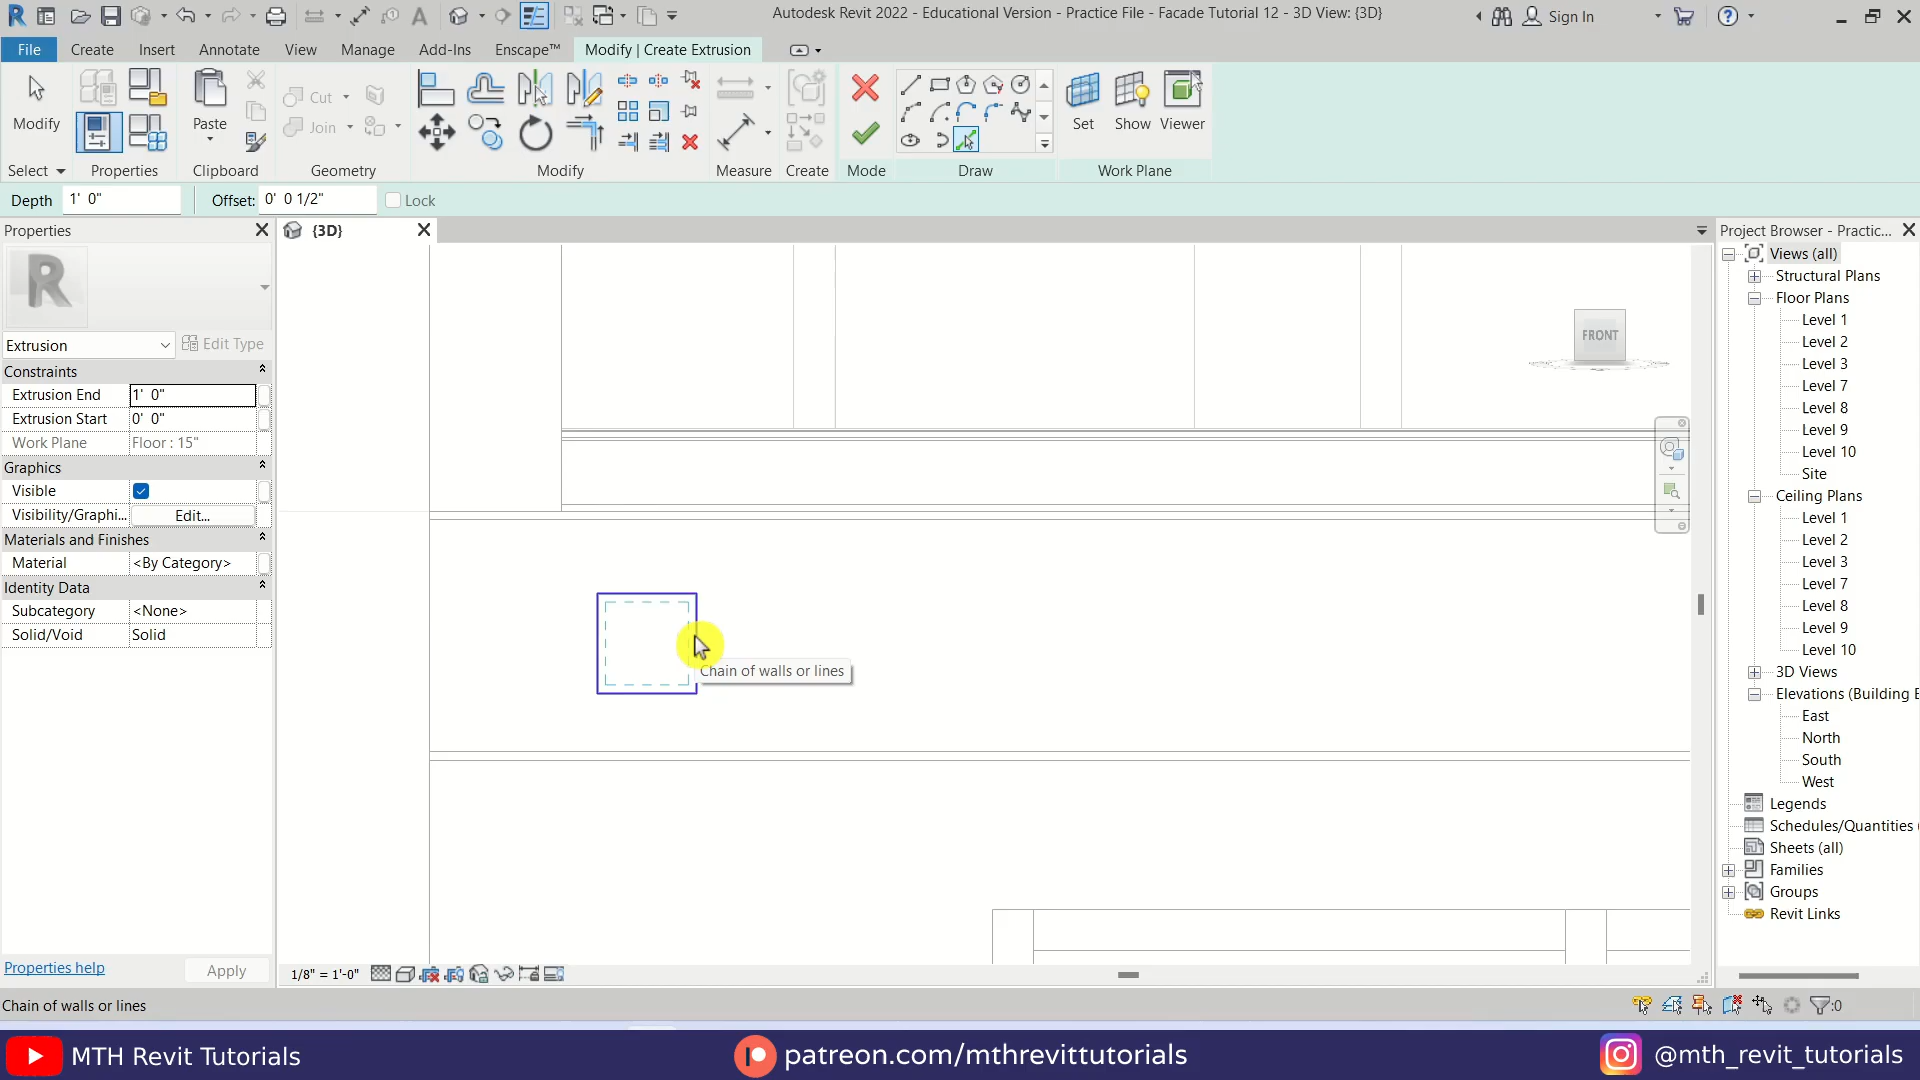 Autodesk Revit 2022 - Educational Version - Practice File - Facade Tutorial 12 - 3D View: {3D}
Sign In
File Create Insert Annotate View Manage Add-Ins Enscape™ Modify | Create Extrusion
Modify
Paste
Cut
Join
Set Show Viewer
Select Properties Clipboard Geometry Modify Measure Create Mode Draw Work Plane
Depth 1' 0" Offset: 0' 0 1/2" Lock
Properties
{3D}
Project Browser - Practic...
R
Extrusion Edit Type
Constraints
Extrusion End 1' 0"
Extrusion Start 0' 0"
Work Plane Floor : 15"
Graphics
Visible
Visibility/Graphi... Edit...
Materials and Finishes
Material <By Category>
Identity Data
Subcategory <None>
Solid/Void Solid
Properties help Apply
FRONT
Chain of walls or lines
1/8" = 1'-0"
Views (all)
Structural Plans
Floor Plans
Level 1
Level 2
Level 3
Level 7
Level 8
Level 9
Level 10
Site
Ceiling Plans
Level 1
Level 2
Level 3
Level 7
Level 8
Level 9
Level 10
3D Views
Elevations (Building E
East
North
South
West
Legends
Schedules/Quantities (
Sheets (all)
Families
Groups
Revit Links
Chain of walls or lines
:0
MTH Revit Tutorials
patreon.com/mthrevittutorials
@mth_revit_tutorials